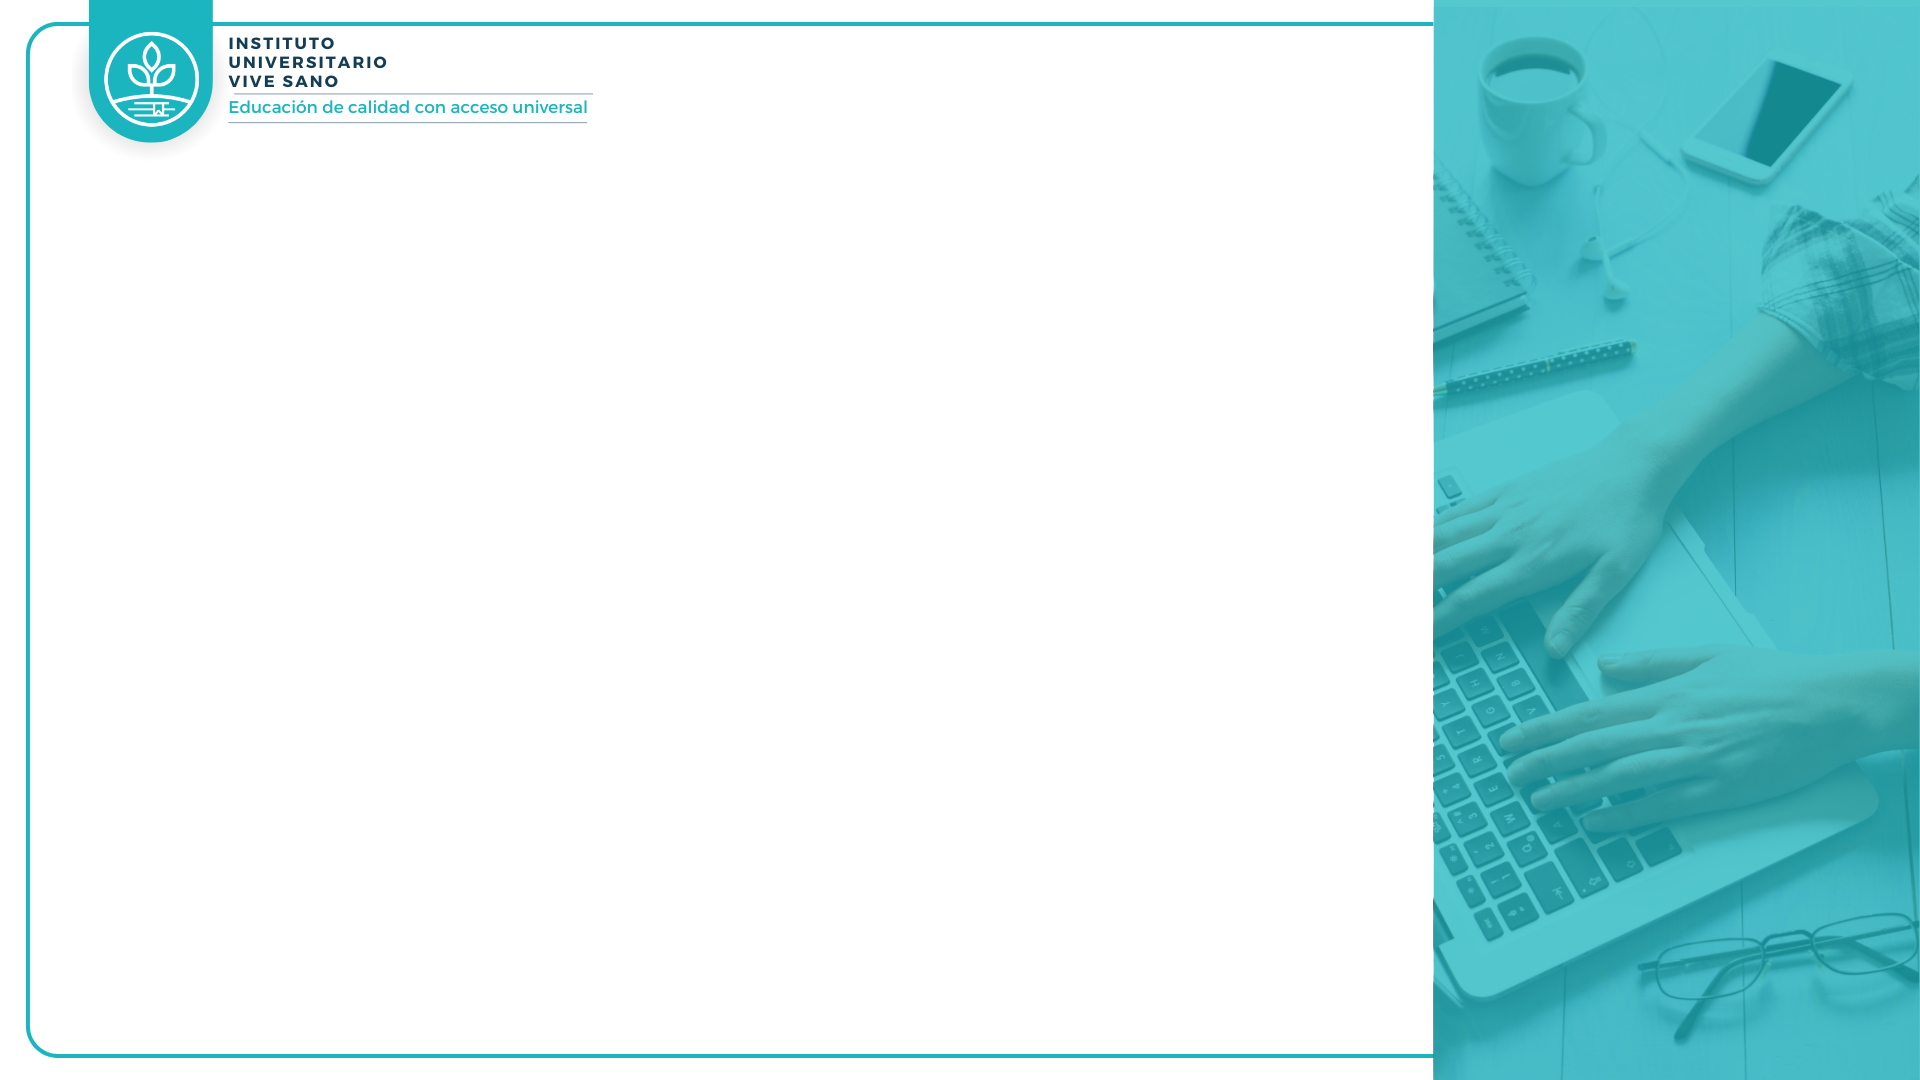 INSTITUTO
UNIVERSITARIO
VIVE SANO
Educación de calidad con acceso universal